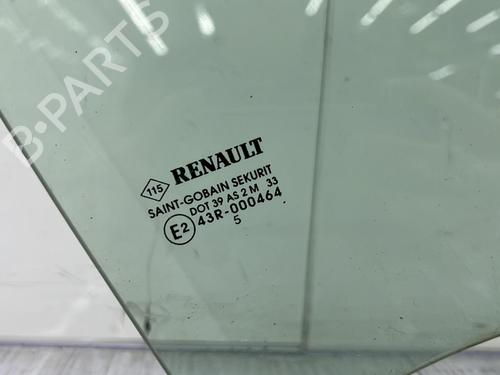 B-PARTS
115 RENAULT
SAINT-GOBAIN SEKURIT
DOT 39 AS 2 M 33
E2 43R-000464
5